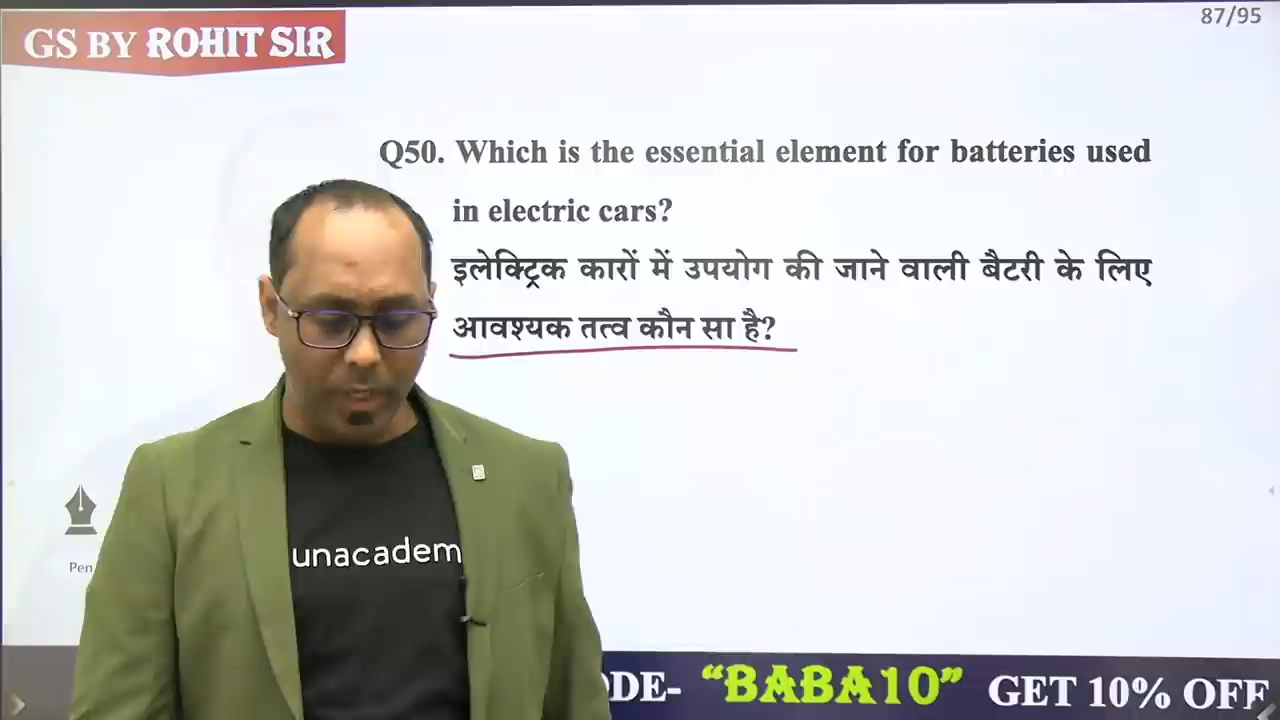 GS BY ROHIT SIR
87/95
Q50. Which is the essential element for batteries used
in electric cars?
इलेक्ट्रिक कारों में उपयोग की जाने वाली बैटरी के लिए
आवश्यक तत्व कौन सा है?
unacadem
Pen
DE- “BABA10” GET 10% OFF